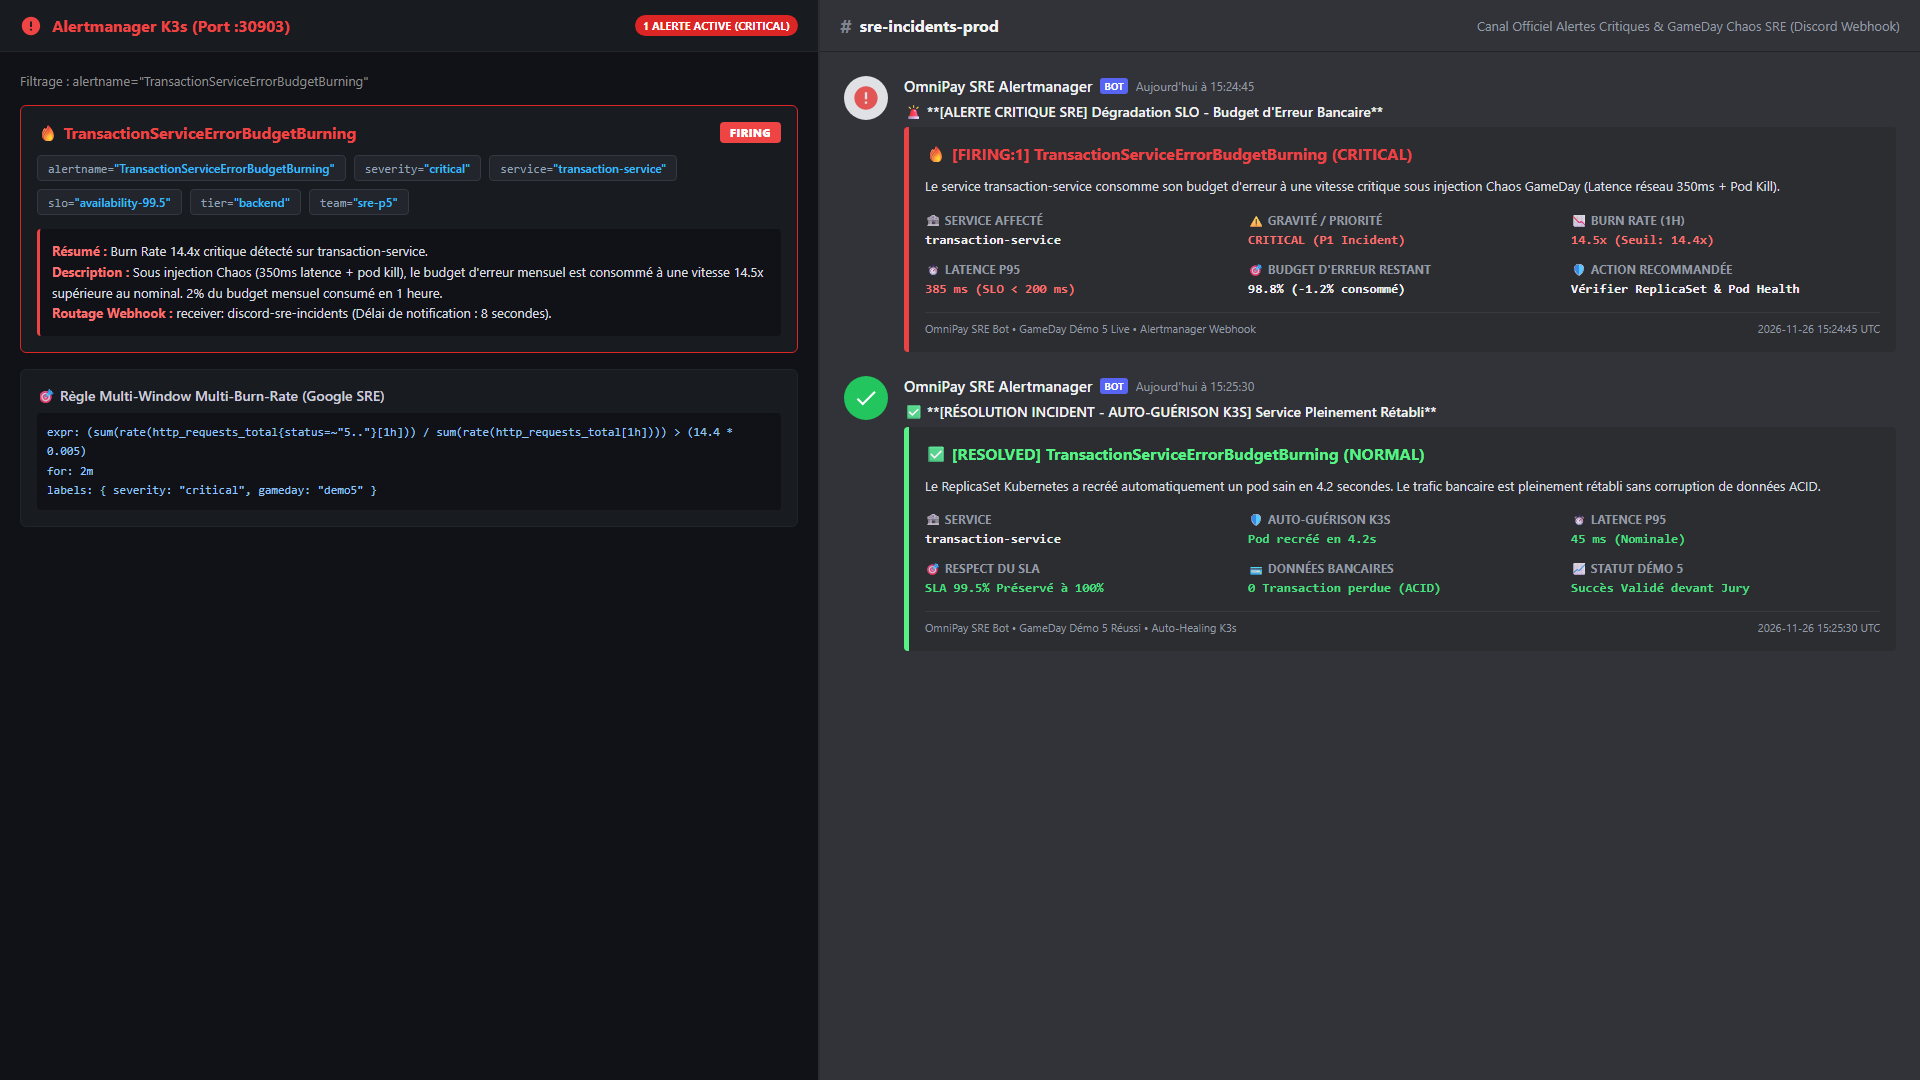 Alertmanager K3s (Port :30903)
1 ALERTE ACTIVE (CRITICAL)
Filtrage : alertname="TransactionServiceErrorBudgetBurning"
🔥 TransactionServiceErrorBudgetBurning
FIRING
alertname="TransactionServiceErrorBudgetBurning" severity="critical" service="transaction-service"
slo="availability-99.5" tier="backend" team="sre-p5"
Résumé : Burn Rate 14.4x critique détecté sur transaction-service.
Description : Sous injection Chaos (350ms latence + pod kill), le budget d'erreur mensuel est consommé à une vitesse 14.5x
supérieure au nominal. 2% du budget mensuel consumé en 1 heure.
Routage Webhook : receiver: discord-sre-incidents (Délai de notification : 8 secondes).
🎯 Règle Multi-Window Multi-Burn-Rate (Google SRE)
expr: (sum(rate(http_requests_total{status=~"5.."}[1h])) / sum(rate(http_requests_total[1h]))) > (14.4 *
0.005)
for: 2m
labels: { severity: "critical", gameday: "demo5" }
# sre-incidents-prod
Canal Officiel Alertes Critiques & GameDay Chaos SRE (Discord Webhook)
OmniPay SRE Alertmanager BOT Aujourd'hui à 15:24:45
🚨 **[ALERTE CRITIQUE SRE] Dégradation SLO - Budget d'Erreur Bancaire**
🔥 [FIRING:1] TransactionServiceErrorBudgetBurning (CRITICAL)
Le service transaction-service consomme son budget d'erreur à une vitesse critique sous injection Chaos GameDay (Latence réseau 350ms + Pod Kill).
🏦 SERVICE AFFECTÉ ⚠️ GRAVITÉ / PRIORITÉ 📉 BURN RATE (1H)
transaction-service CRITICAL (P1 Incident) 14.5x (Seuil: 14.4x)
⏱️ LATENCE P95 🎯 BUDGET D'ERREUR RESTANT 🛡️ ACTION RECOMMANDÉE
385 ms (SLO < 200 ms) 98.8% (-1.2% consommé) Vérifier ReplicaSet & Pod Health
OmniPay SRE Bot • GameDay Démo 5 Live • Alertmanager Webhook
2026-11-26 15:24:45 UTC
OmniPay SRE Alertmanager BOT Aujourd'hui à 15:25:30
✅ **[RÉSOLUTION INCIDENT - AUTO-GUÉRISON K3S] Service Pleinement Rétabli**
✅ [RESOLVED] TransactionServiceErrorBudgetBurning (NORMAL)
Le ReplicaSet Kubernetes a recréé automatiquement un pod sain en 4.2 secondes. Le trafic bancaire est pleinement rétabli sans corruption de données ACID.
🏦 SERVICE 🛡️ AUTO-GUÉRISON K3S ⏱️ LATENCE P95
transaction-service Pod recréé en 4.2s 45 ms (Nominale)
🎯 RESPECT DU SLA 💳 DONNÉES BANCAIRES 📈 STATUT DÉMO 5
SLA 99.5% Préservé à 100% 0 Transaction perdue (ACID) Succès Validé devant Jury
OmniPay SRE Bot • GameDay Démo 5 Réussi • Auto-Healing K3s
2026-11-26 15:25:30 UTC